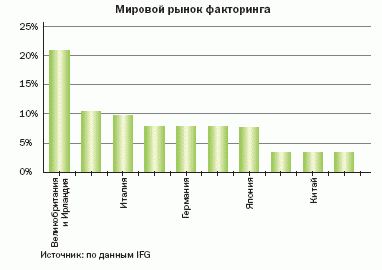 Мировой рынок факторинга
25%
20%
15%
10%
5%
0%
Великобритания
и Ирландия
Италия
Германия
Япония
Китай
Источник: по данным IFG